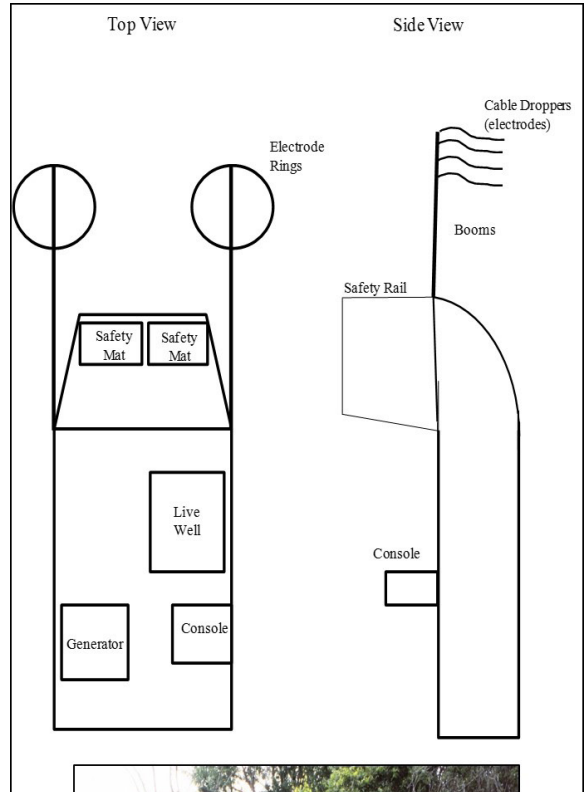 Top View
Side View
Cable Droppers
(electrodes)
Electrode
Rings
Booms
Safety Rail
Safety
Mat
Safety
Mat
Live
Well
Console
Generator
Console